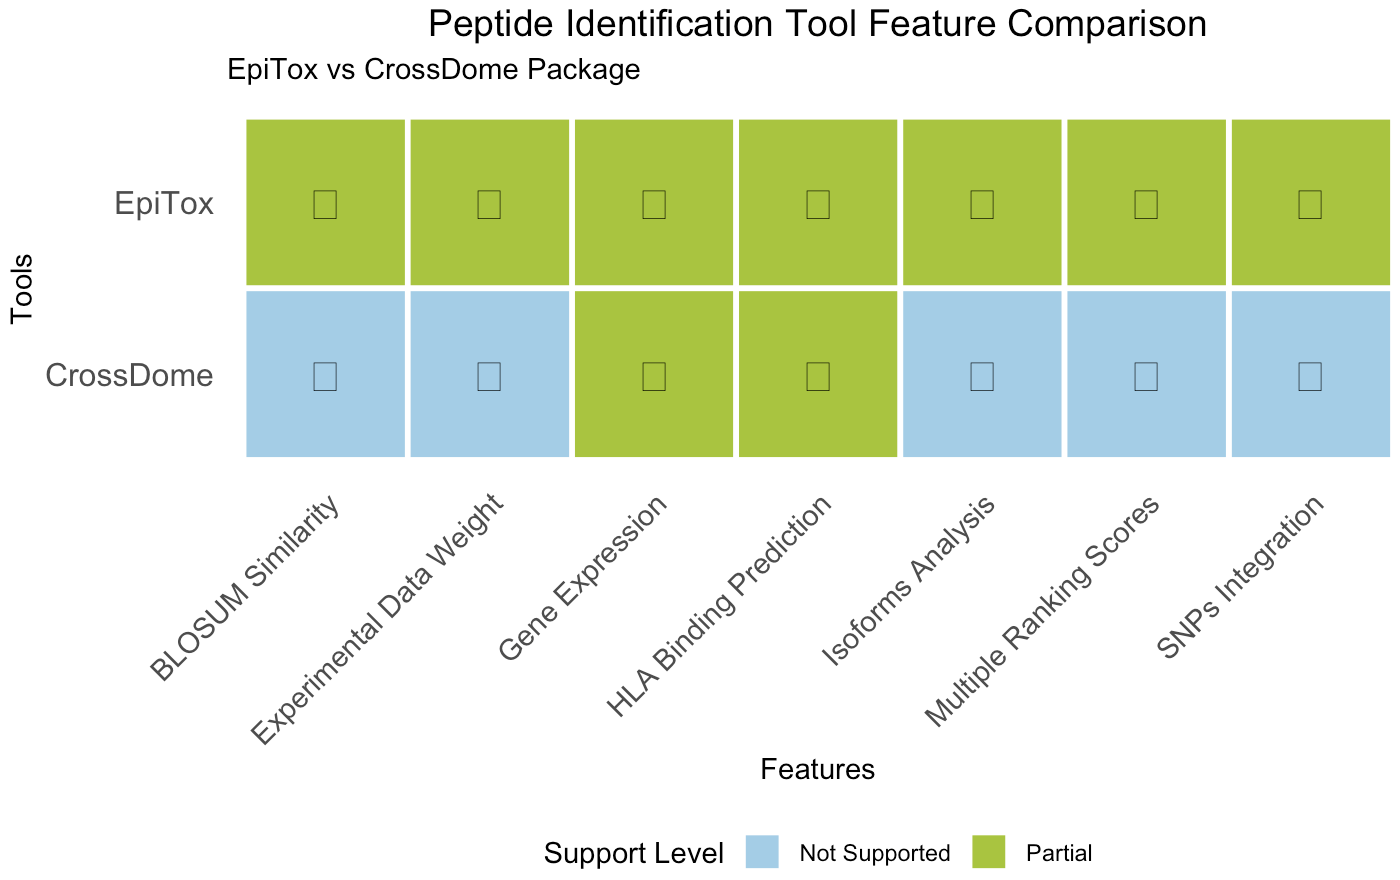 Peptide Identification Tool Feature Comparison
EpiTox vs CrossDome Package
Tools
EpiTox
CrossDome
BLOSUM Similarity
Experimental Data Weight
Gene Expression
HLA Binding Prediction
Isoforms Analysis
Multiple Ranking Scores
SNPs Integration
Features
Support Level Not Supported Partial